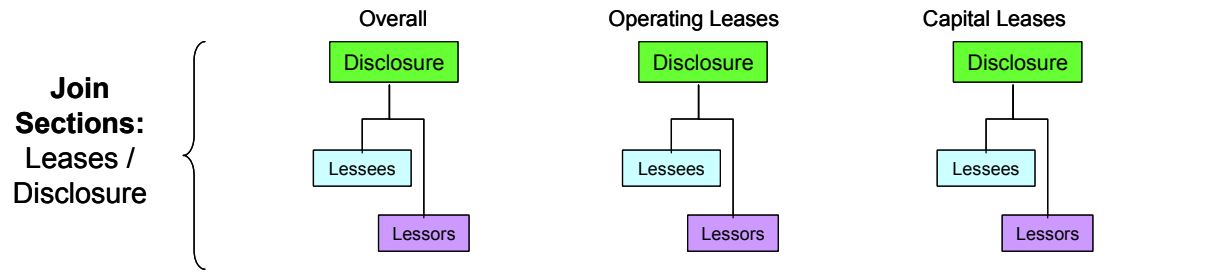 Overall
Operating Leases
Capital Leases
Join
Sections:
Leases /
Disclosure
Disclosure
Disclosure
Disclosure
Lessees
Lessees
Lessees
Lessors
Lessors
Lessors